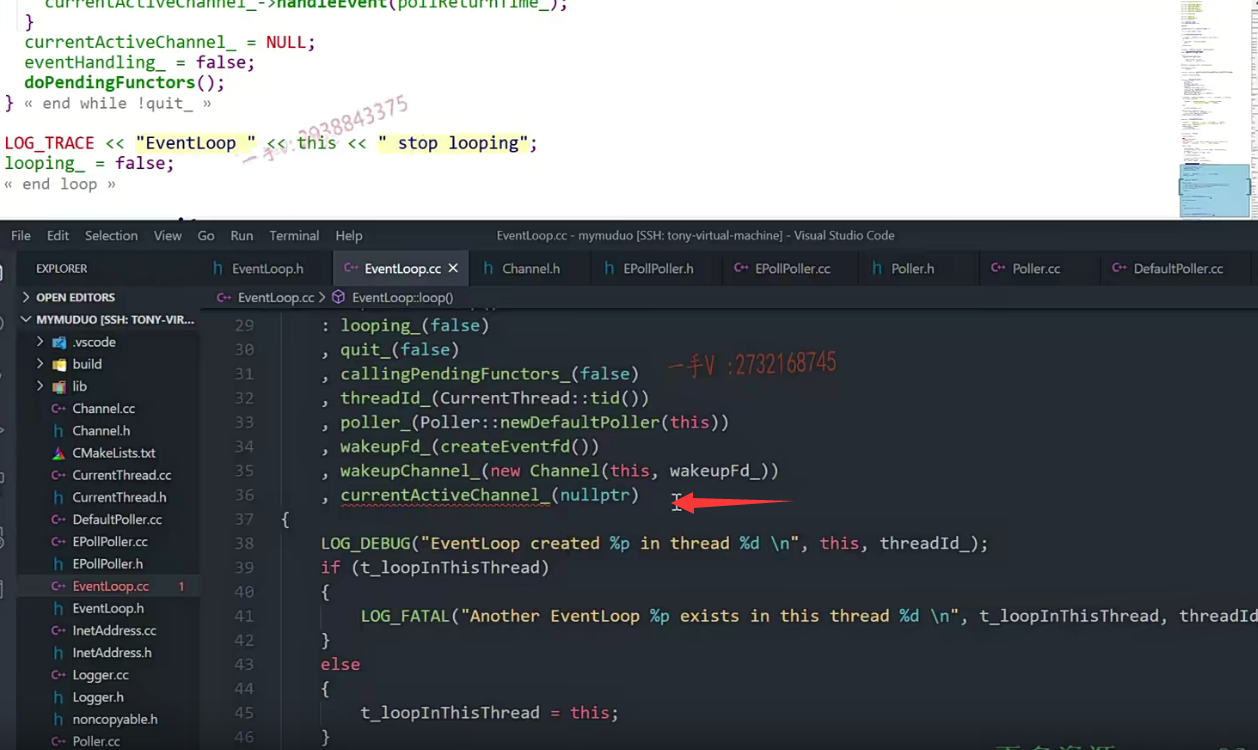 currentActiveChannel_->handleEvent(pollReturnTime_);
}
currentActiveChannel_ = NULL;
eventHandling_ = false;
doPendingFunctors();
} « end while !quit_ »
LOG_TRACE << "EventLoop " << this << " stop looping";
looping_ = false;
« end loop »
一手V:2938843375
File Edit Selection View Go Run Terminal Help
EventLoop.cc - mymuduo [SSH: tony-virtual-machine] - Visual Studio Code
EXPLORER
EventLoop.h
EventLoop.cc
Channel.h
EPollPoller.h
EPollPoller.cc
Poller.h
Poller.cc
DefaultPoller.cc
OPEN EDITORS
MYMUDUO [SSH: TONY-VIR...
.vscode
build
lib
Channel.cc
Channel.h
CMakeLists.txt
CurrentThread.cc
CurrentThread.h
DefaultPoller.cc
EPollPoller.cc
EPollPoller.h
EventLoop.cc 1
EventLoop.h
InetAddress.cc
InetAddress.h
Logger.cc
Logger.h
noncopyable.h
Poller.cc
EventLoop.cc > EventLoop::loop()
29 : looping_(false)
30 , quit_(false)
31 , callingPendingFunctors_(false)
32 , threadId_(CurrentThread::tid())
33 , poller_(Poller::newDefaultPoller(this))
34 , wakeupFd_(createEventfd())
35 , wakeupChannel_(new Channel(this, wakeupFd_))
36 , currentActiveChannel_(nullptr)
37 {
38 LOG_DEBUG("EventLoop created %p in thread %d \n", this, threadId_);
39 if (t_loopInThisThread)
40 {
41 LOG_FATAL("Another EventLoop %p exists in this thread %d \n", t_loopInThisThread, threadId
42 }
43 else
44 {
45 t_loopInThisThread = this;
46 }
一手V :2732168745